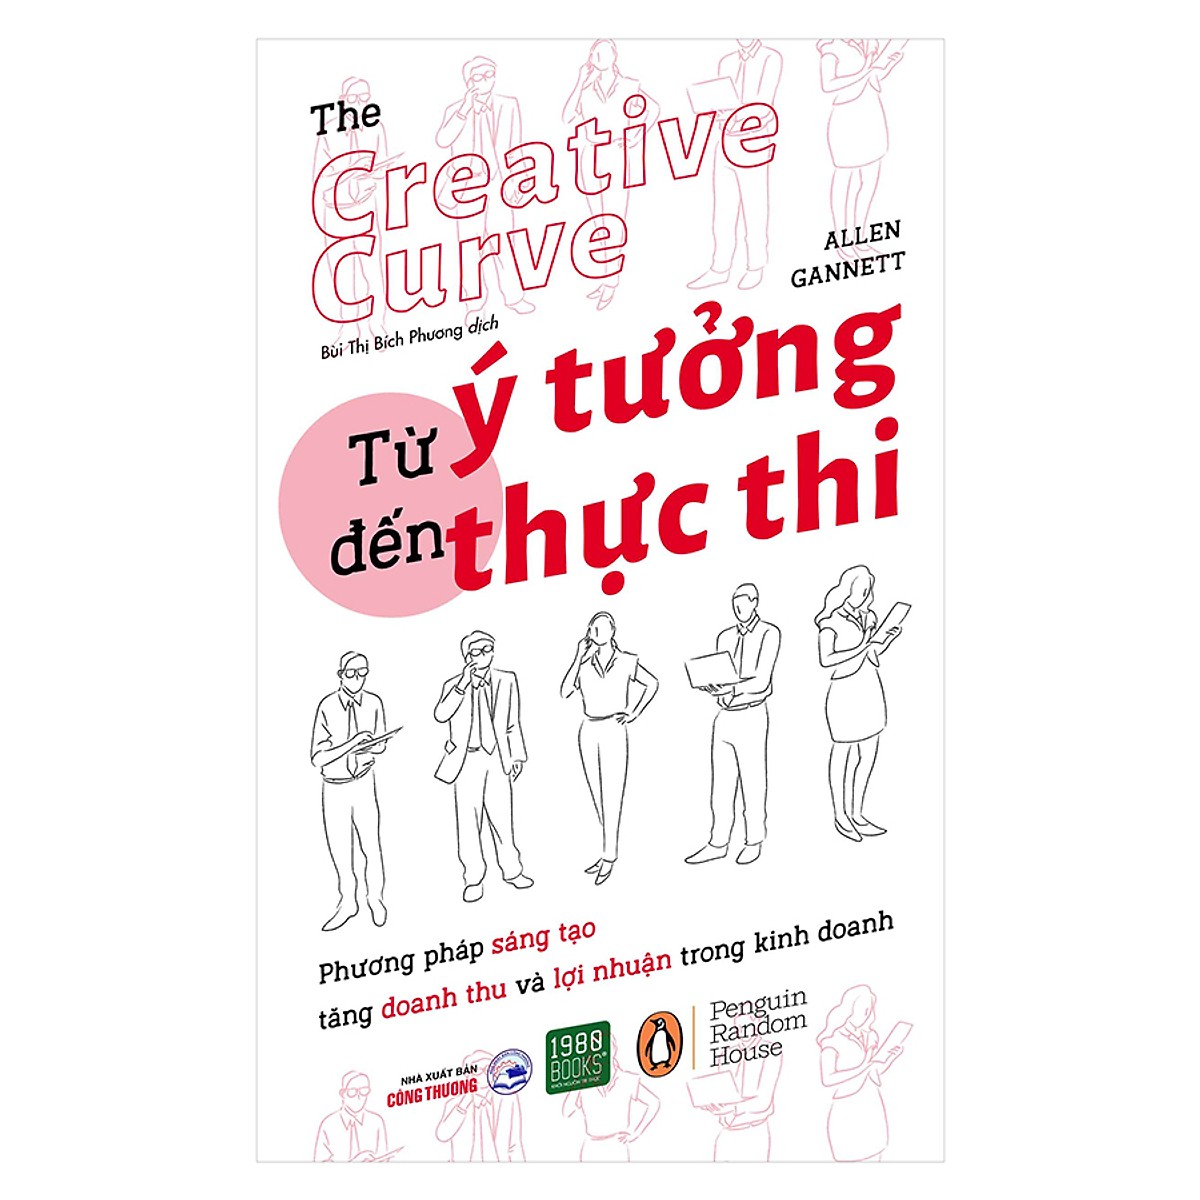 The
Creative
Curve
ALLEN
GANNETT
Bùi Thị Bích Phương dịch
Từ ý tưởng
đến thực thi
Phương pháp sáng tạo
tăng doanh thu và lợi nhuận trong kinh doanh
NHÀ XUẤT BẢN
CÔNG THƯƠNG
1980
BOOKS
Penguin
Random
House